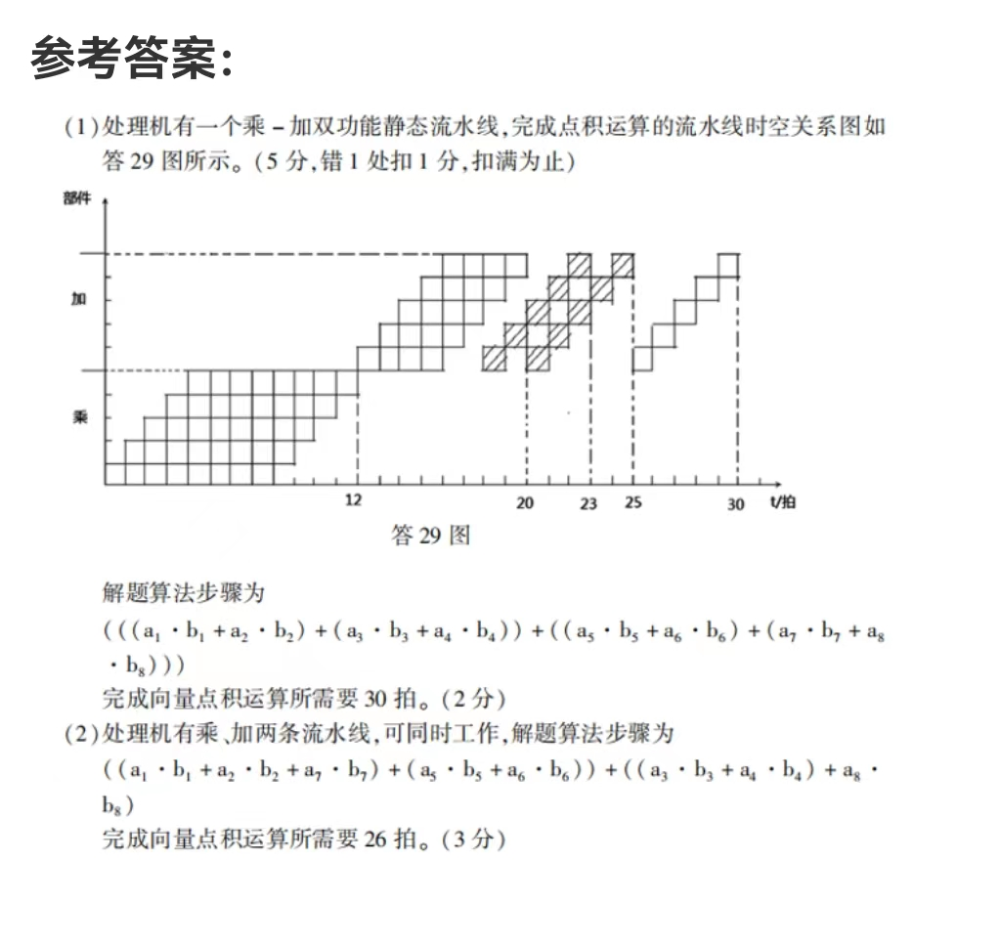 参考答案:
(1)处理机有一个乘－加双功能静态流水线,完成点积运算的流水线时空关系图如
答 29 图所示。(5 分,错 1 处扣 1 分,扣满为止)
部件
加
乘
12
20
23
25
30
t/拍
答 29 图
解题算法步骤为
(((a₁・b₁+a₂・b₂)+(a₃・b₃+a₄・b₄))+((a₅・b₅+a₆・b₆)+(a₇・b₇+a₈
・b₈)))
完成向量点积运算所需要 30 拍。(2 分)
(2)处理机有乘、加两条流水线,可同时工作,解题算法步骤为
((a₁・b₁+a₂・b₂+a₇・b₇)+(a₅・b₅+a₆・b₆))+((a₃・b₃+a₄・b₄)+a₈・
b₈)
完成向量点积运算所需要 26 拍。(3 分)